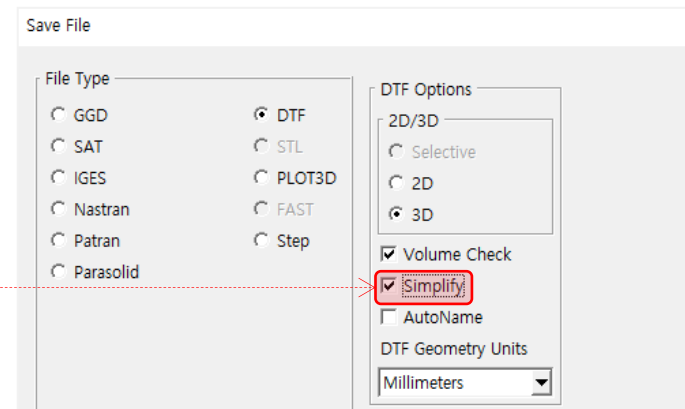 Save File
File Type
GGD
DTF
SAT
STL
IGES
PLOT3D
Nastran
FAST
Patran
Step
Parasolid
DTF Options
2D/3D
Selective
2D
3D
Volume Check
Simplify
AutoName
DTF Geometry Units
Millimeters